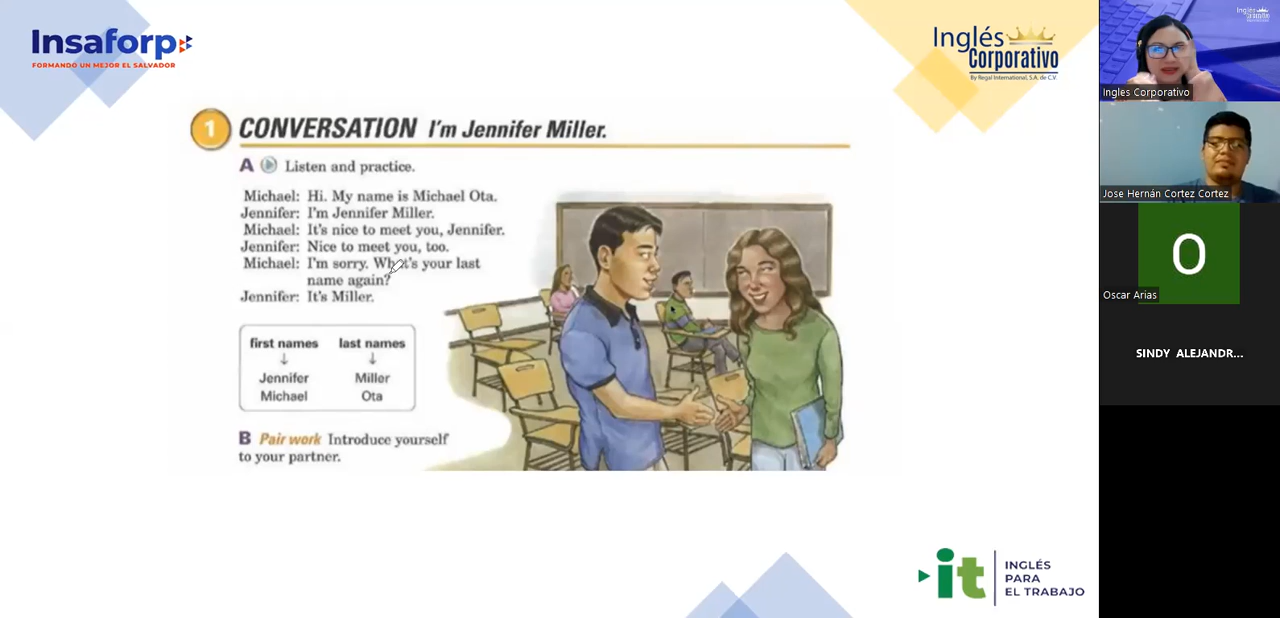 Insaforp
FORMANDO UN MEJOR EL SALVADOR
Inglés
Corporativo
By Regal International, S.A. de C.V.
1 CONVERSATION I'm Jennifer Miller.
A Listen and practice.
Michael: Hi. My name is Michael Ota.
Jennifer: I'm Jennifer Miller.
Michael: It's nice to meet you, Jennifer.
Jennifer: Nice to meet you, too.
Michael: I'm sorry. What's your last
name again?
Jennifer: It's Miller.
first names last names
Jennifer Miller
Michael Ota
B Pair work Introduce yourself
to your partner.
it
INGLÉS
PARA
EL TRABAJO
Inglés
Corporativo
Ingles Corporativo
Jose Hernán Cortez Cortez
O
Oscar Arias
SINDY ALEJANDR...